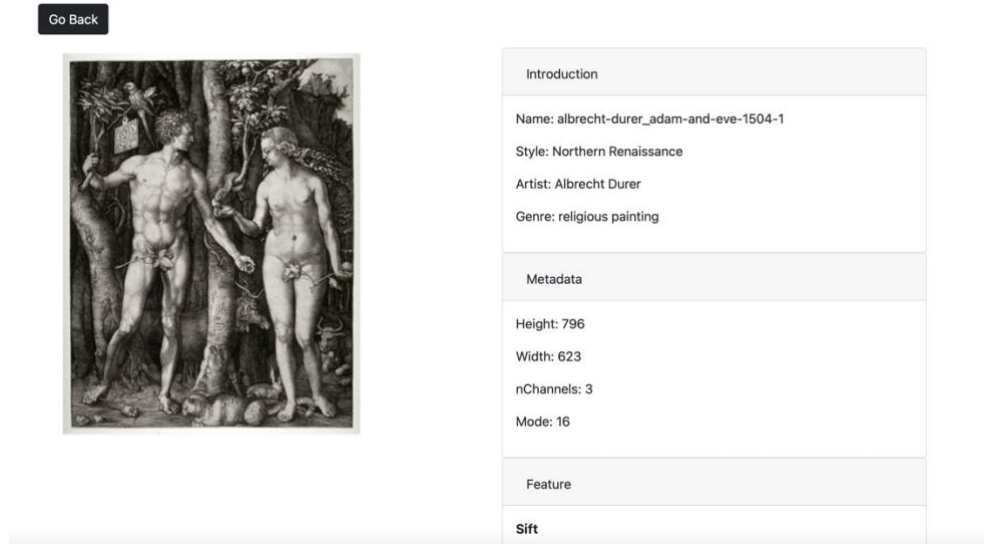 Go Back
Introduction
Name: albrecht-durer_adam-and-eve-1504-1
Style: Northern Renaissance
Artist: Albrecht Durer
Genre: religious painting
Metadata
Height: 796
Width: 623
nChannels: 3
Mode: 16
Feature
Sift